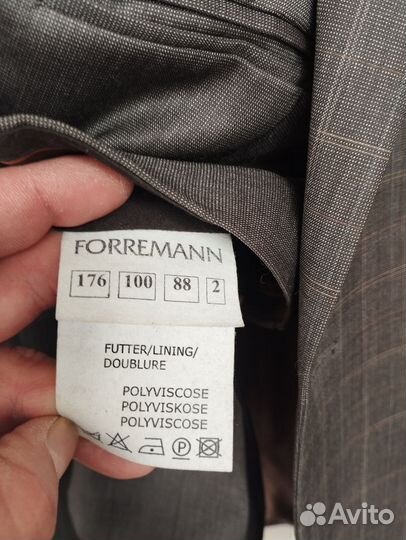 FORREMANN
176 100 88 2
FUTTER/LINING/
DOUBLURE
POLYVISCOSE
POLYVISKOSE
POLYVISCOSE
P
Avito